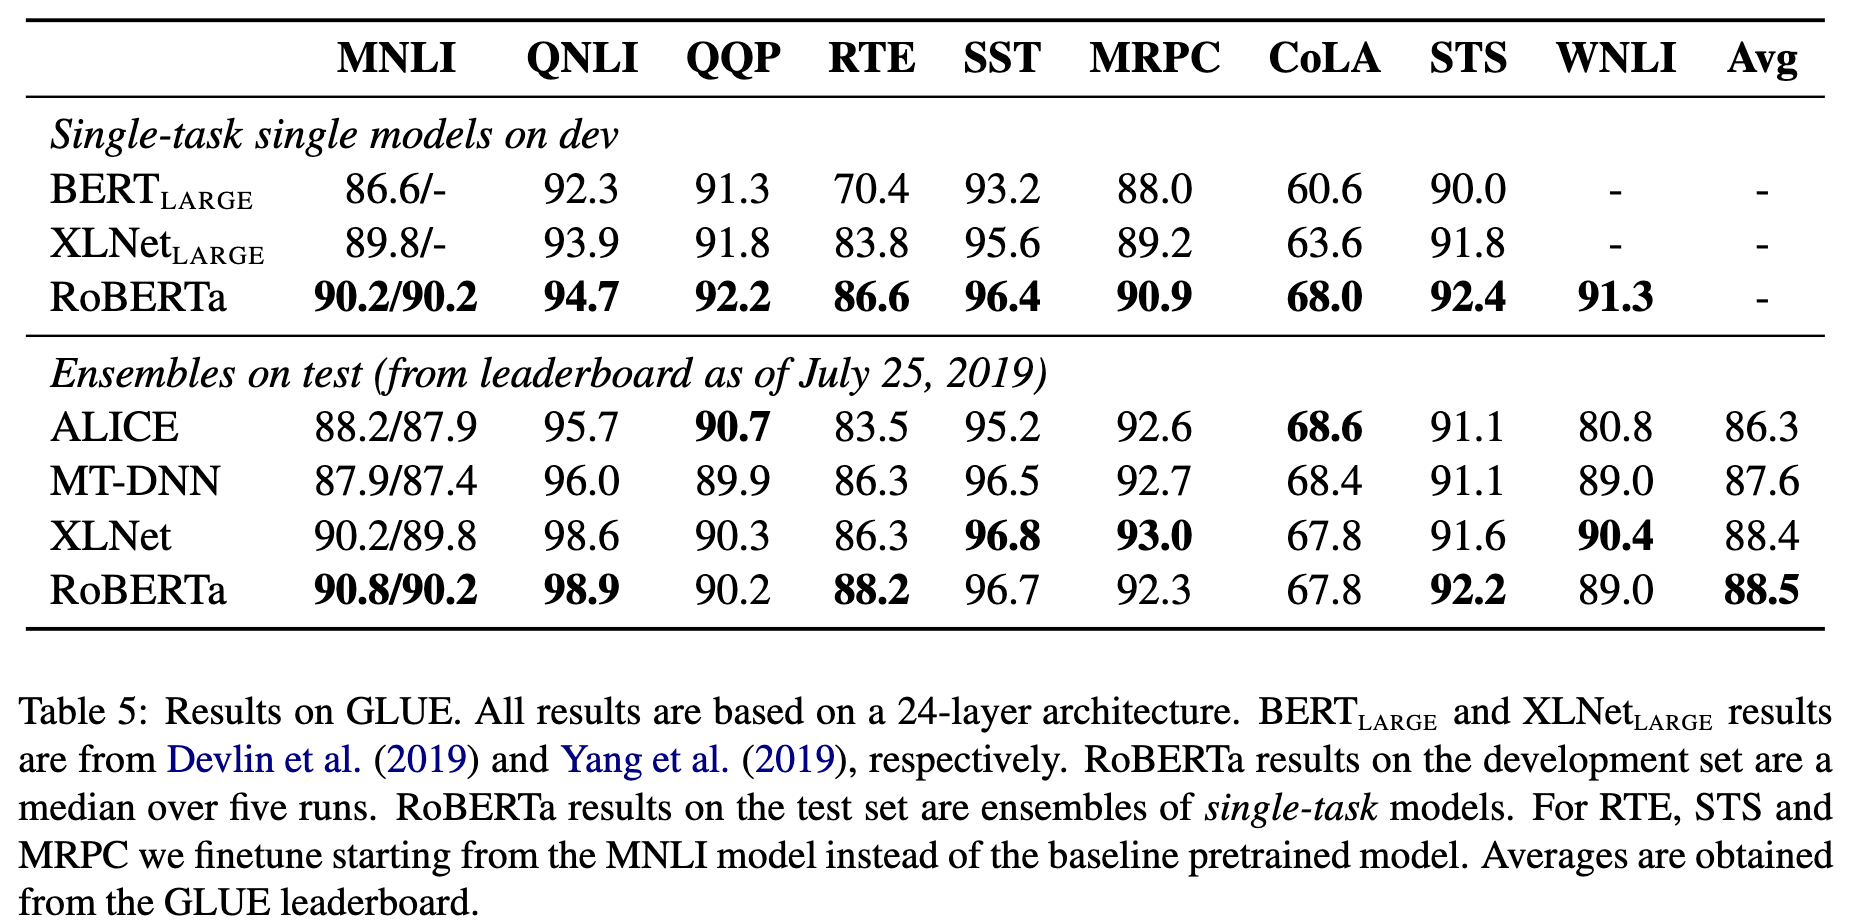 MNLI QNLI QQP RTE SST MRPC CoLA STS WNLI Avg
Single-task single models on dev
BERTLARGE 86.6/- 92.3 91.3 70.4 93.2 88.0 60.6 90.0 - -
XLNetLARGE 89.8/- 93.9 91.8 83.8 95.6 89.2 63.6 91.8 - -
RoBERTa 90.2/90.2 94.7 92.2 86.6 96.4 90.9 68.0 92.4 91.3 -
Ensembles on test (from leaderboard as of July 25, 2019)
ALICE 88.2/87.9 95.7 90.7 83.5 95.2 92.6 68.6 91.1 80.8 86.3
MT-DNN 87.9/87.4 96.0 89.9 86.3 96.5 92.7 68.4 91.1 89.0 87.6
XLNet 90.2/89.8 98.6 90.3 86.3 96.8 93.0 67.8 91.6 90.4 88.4
RoBERTa 90.8/90.2 98.9 90.2 88.2 96.7 92.3 67.8 92.2 89.0 88.5
Table 5: Results on GLUE. All results are based on a 24-layer architecture. BERTLARGE and XLNetLARGE results
are from Devlin et al. (2019) and Yang et al. (2019), respectively. RoBERTa results on the development set are a
median over five runs. RoBERTa results on the test set are ensembles of single-task models. For RTE, STS and
MRPC we finetune starting from the MNLI model instead of the baseline pretrained model. Averages are obtained
from the GLUE leaderboard.